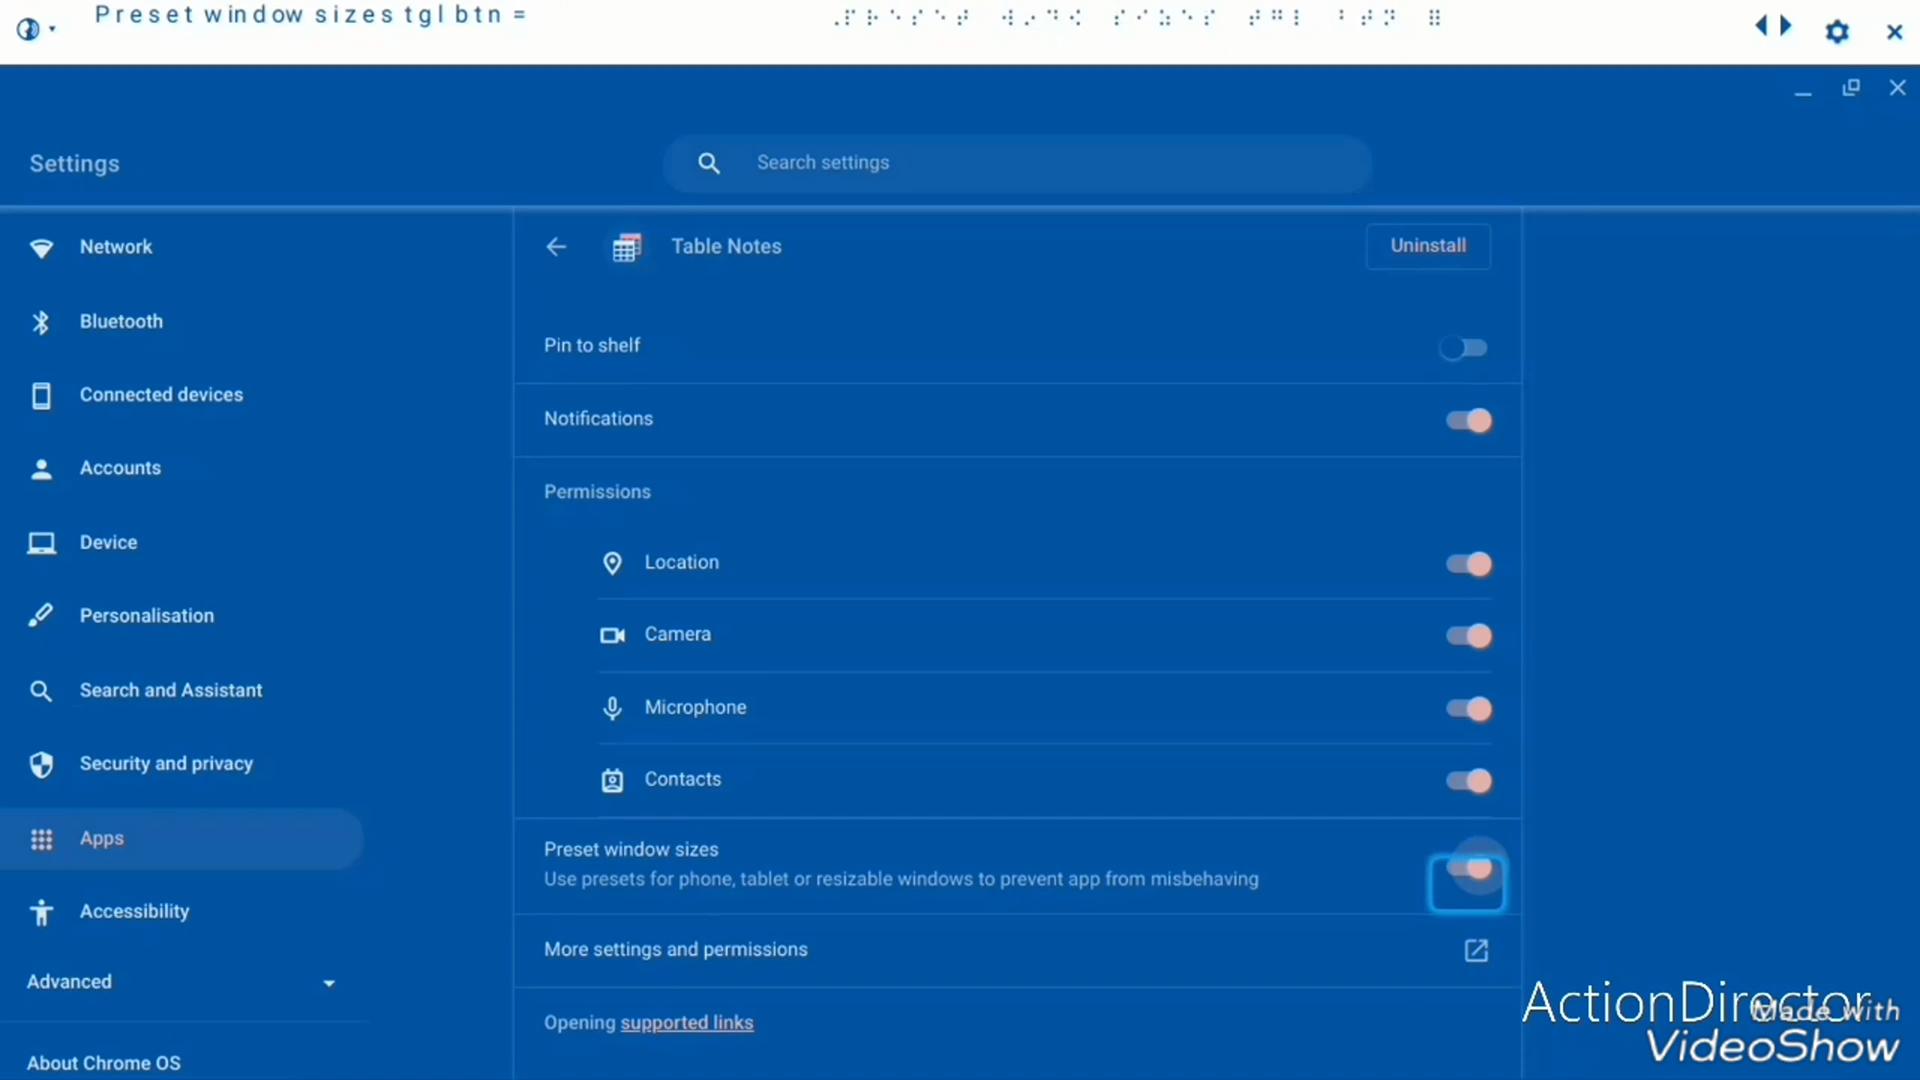 Preset window sizes tgl btn =
⠠⠏⠗⠑⠎⠑⠞ ⠺⠔⠙⠪ ⠎⠊⠵⠑⠎ ⠞⠛⠇ ⠃⠞⠝ ⠿
Settings
Search settings
Network
Bluetooth
Connected devices
Accounts
Device
Personalisation
Search and Assistant
Security and privacy
Apps
Accessibility
Advanced
About Chrome OS
Table Notes
Uninstall
Pin to shelf
Notifications
Permissions
Location
Camera
Microphone
Contacts
Preset window sizes
Use presets for phone, tablet or resizable windows to prevent app from misbehaving
More settings and permissions
Opening supported links
ActionDirector
Made with
VideoShow